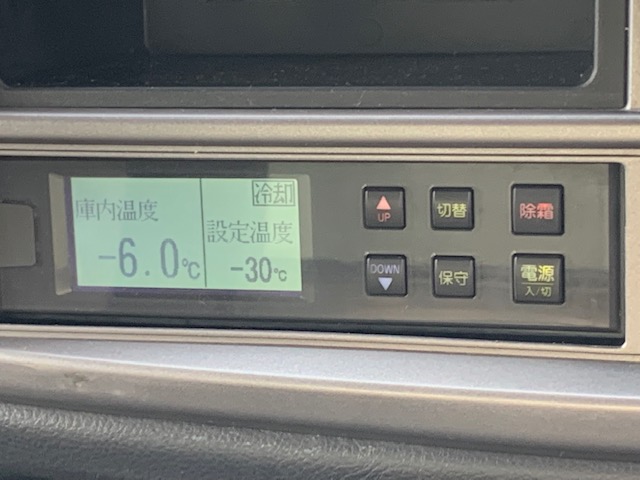 冷却
庫内温度
-6.0℃
設定温度
-30℃
UP
切替
除霜
DOWN
保守
電源
入/切